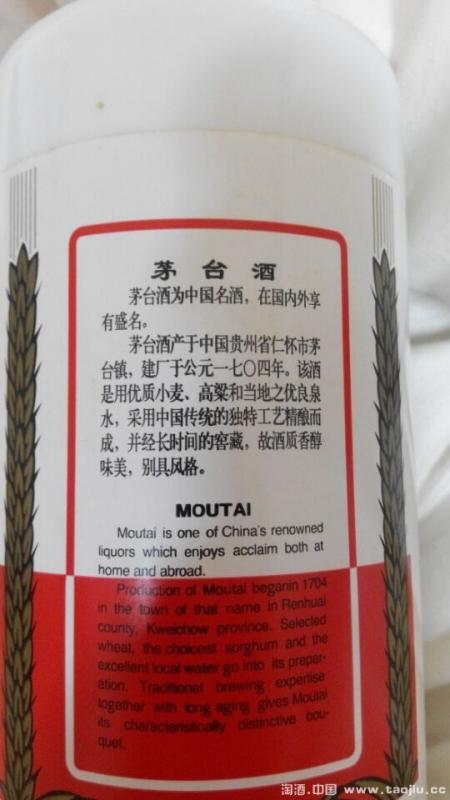 茅台酒
茅台酒为中国名酒，在国内外享
有盛名。
茅台酒产于中国贵州省仁怀市茅
台镇，建厂于公元一七〇四年。该酒
是用优质小麦、高粱和当地之优良泉
水，采用中国传统的独特工艺精酿而
成，并经长时间的窖藏，故酒质香醇
味美，别具风格。
MOUTAI
Moutai is one of China's renowned
liquors which enjoys acclaim both at
home and abroad.
Production of Moutai beganin 1704
in the town of that name in Renhuai
county, Kweichow province. Selected
wheat, the choicest sorghum and the
excellent local water go into its prepar-
ation. Traditional brewing expertise
together with long aging gives Moutai
its characteristically distinctive bou-
quet.
淘酒.中国 www.taojiu.cc